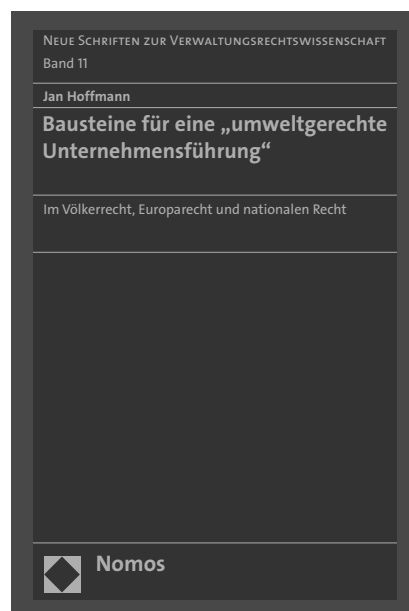 Neue Schriften zur Verwaltungsrechtswissenschaft
Band 11
Jan Hoffmann
Bausteine für eine „umweltgerechte
Unternehmensführung“
Im Völkerrecht, Europarecht und nationalen Recht
Nomos